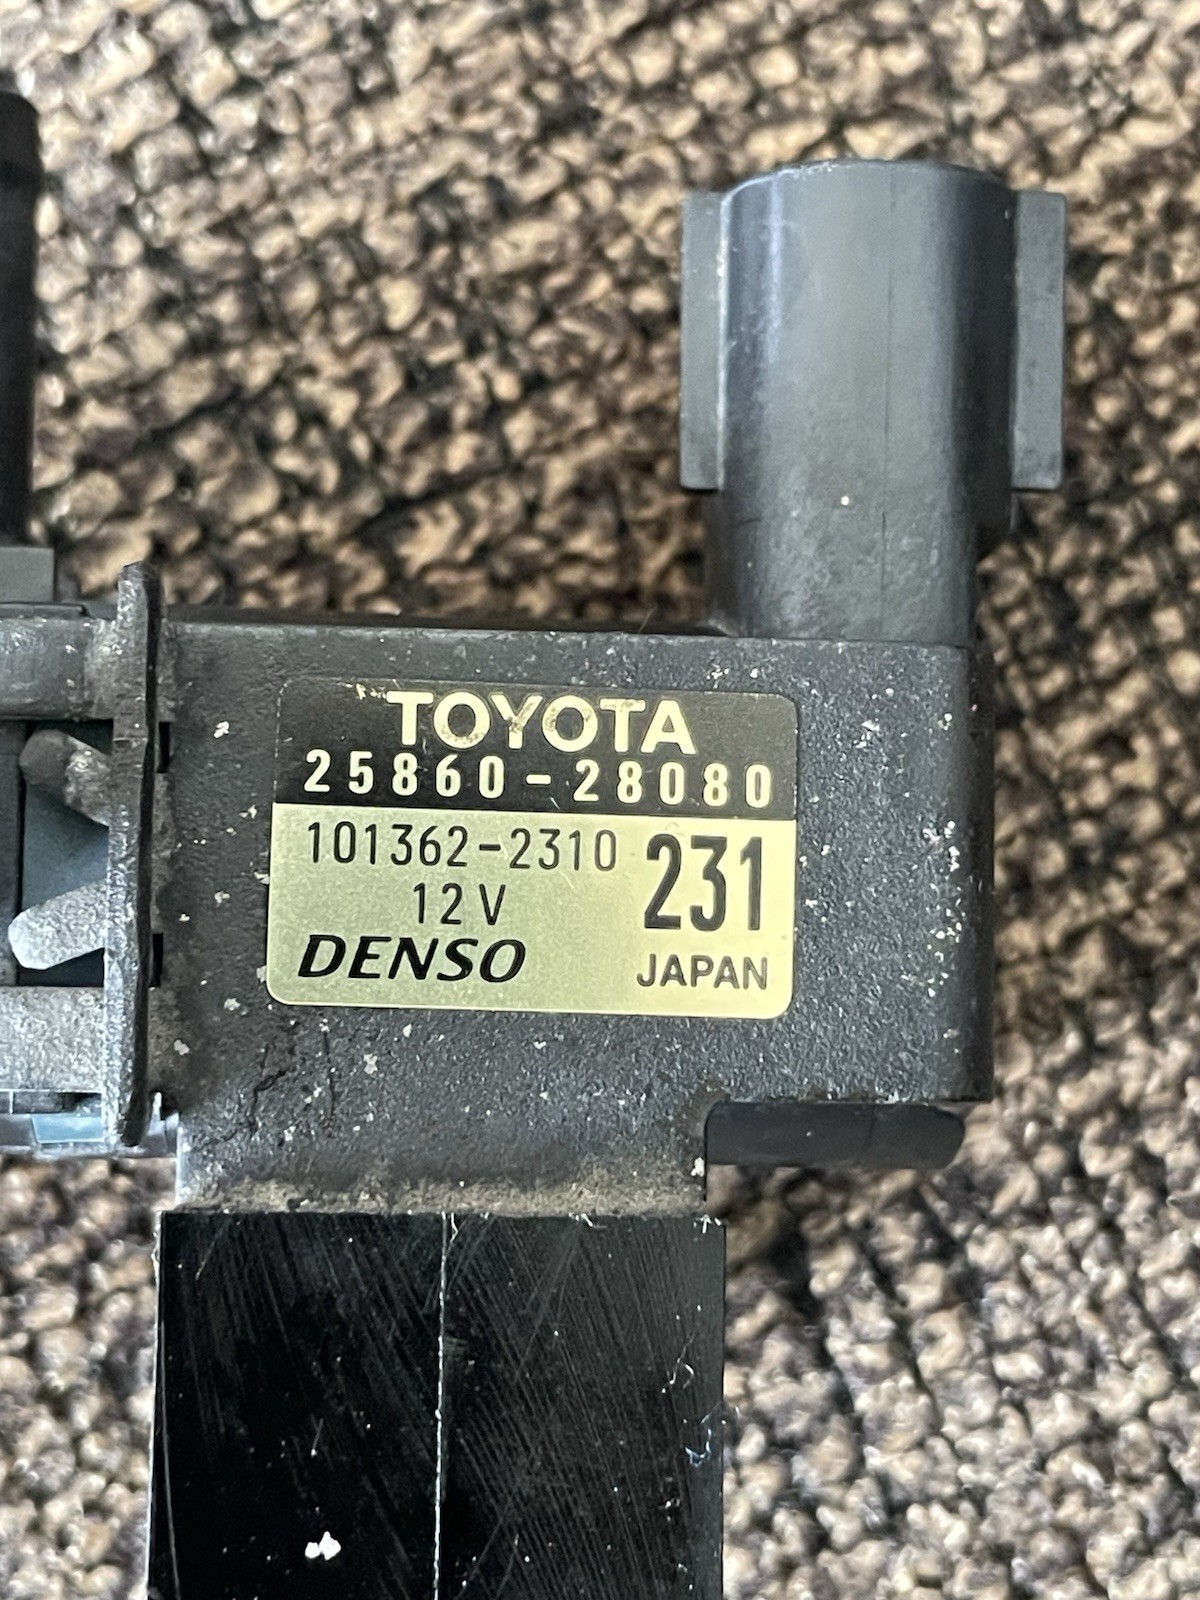 TOYOTA
25860-28080
101362-2310
12V
231
DENSO
JAPAN